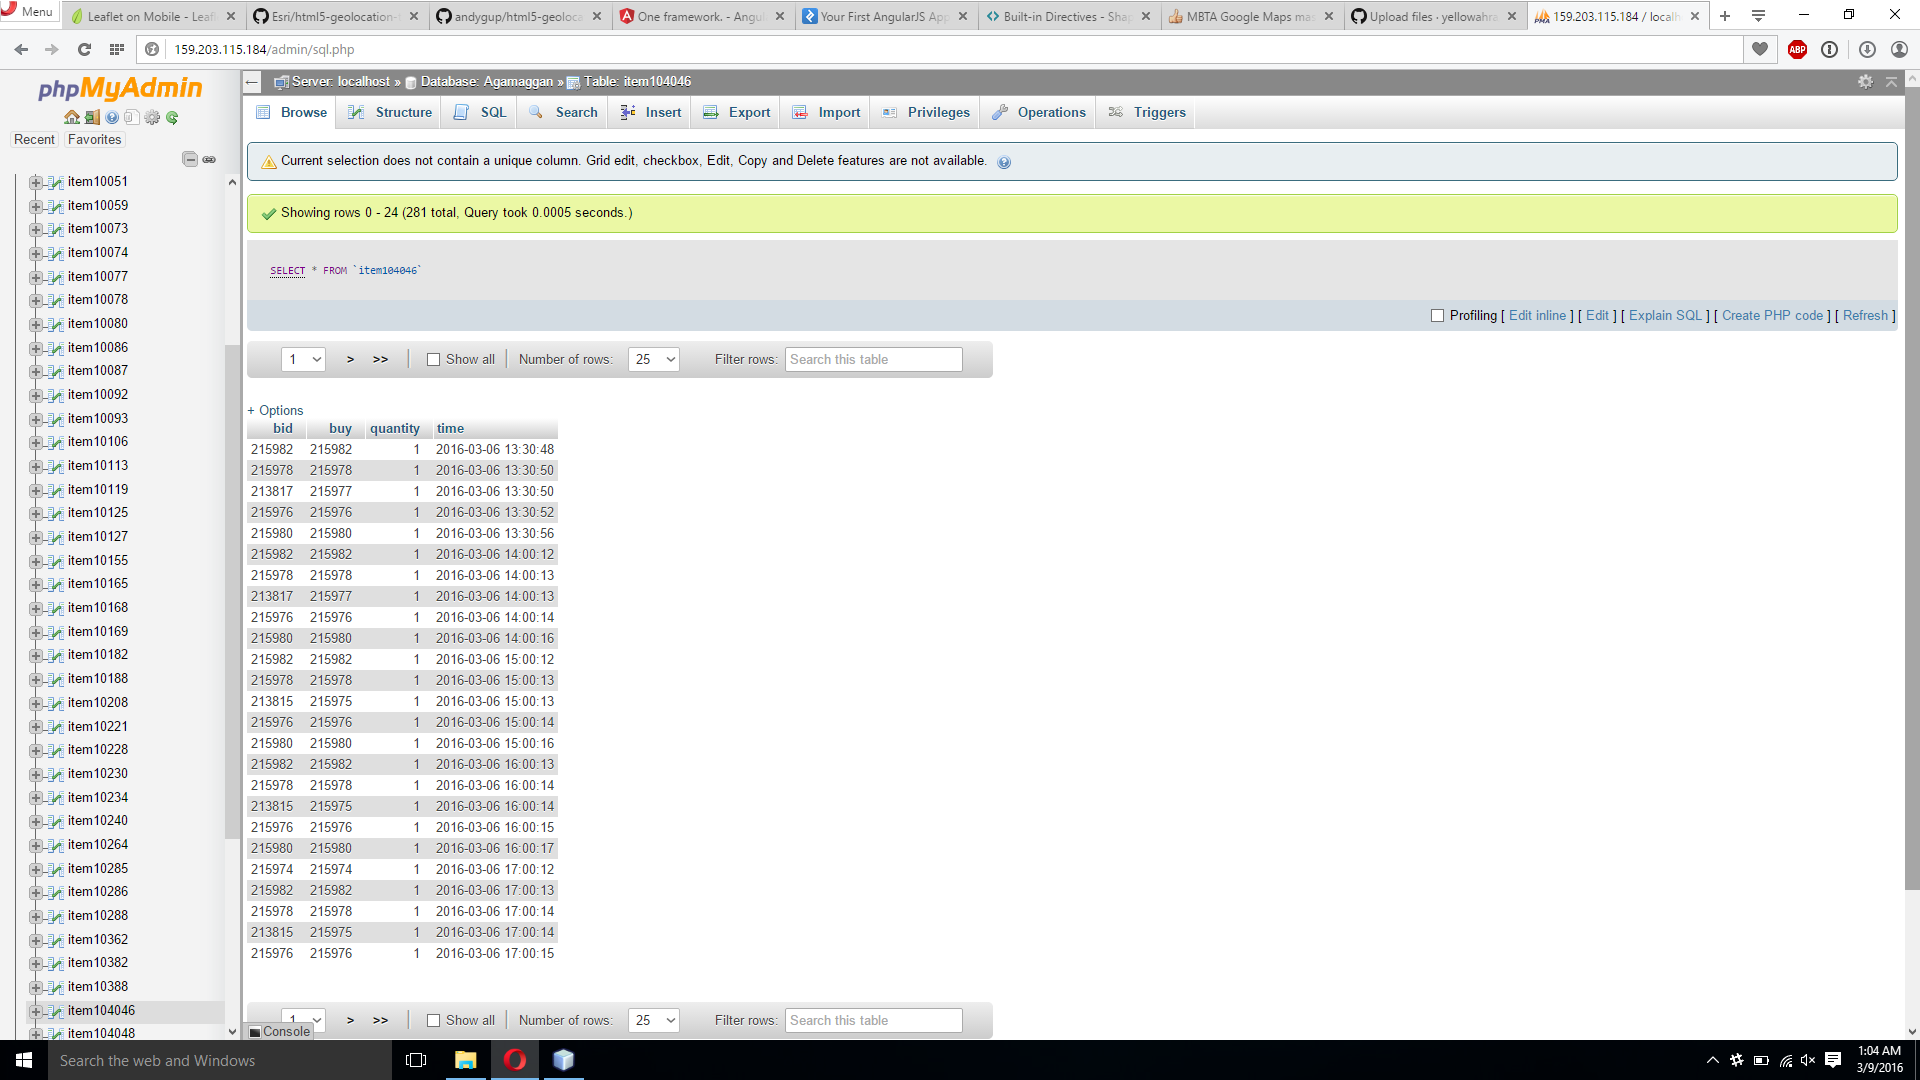 Menu
Leaflet on Mobile - Leafl
Esri/html5-geolocation-
andygup/html5-geoloca
One framework. - Angul
Your First AngularJS App
Built-in Directives - Shap
MBTA Google Maps mas
Upload files · yellowahra
159.203.115.184 / localh
159.203.115.184/admin/sql.php
ABP
phpMyAdmin
Recent
Favorites
item10051
item10059
item10073
item10074
item10077
item10078
item10080
item10086
item10087
item10092
item10093
item10106
item10113
item10119
item10125
item10127
item10155
item10165
item10168
item10169
item10182
item10188
item10208
item10221
item10228
item10230
item10234
item10240
item10264
item10285
item10286
item10288
item10362
item10382
item10388
item104046
item104048
Server: localhost » Database: Agamaggan » Table: item104046
Browse Structure SQL Search Insert Export Import Privileges Operations Triggers
Current selection does not contain a unique column. Grid edit, checkbox, Edit, Copy and Delete features are not available.
Showing rows 0 - 24 (281 total, Query took 0.0005 seconds.)
SELECT * FROM `item104046`
Profiling [ Edit inline ] [ Edit ] [ Explain SQL ] [ Create PHP code ] [ Refresh ]
1 > >> | Show all | Number of rows: 25 Filter rows: Search this table
+ Options
bid buy quantity time
215982 215982 1 2016-03-06 13:30:48
215978 215978 1 2016-03-06 13:30:50
213817 215977 1 2016-03-06 13:30:50
215976 215976 1 2016-03-06 13:30:52
215980 215980 1 2016-03-06 13:30:56
215982 215982 1 2016-03-06 14:00:12
215978 215978 1 2016-03-06 14:00:13
213817 215977 1 2016-03-06 14:00:13
215976 215976 1 2016-03-06 14:00:14
215980 215980 1 2016-03-06 14:00:16
215982 215982 1 2016-03-06 15:00:12
215978 215978 1 2016-03-06 15:00:13
213815 215975 1 2016-03-06 15:00:13
215976 215976 1 2016-03-06 15:00:14
215980 215980 1 2016-03-06 15:00:16
215982 215982 1 2016-03-06 16:00:13
215978 215978 1 2016-03-06 16:00:14
213815 215975 1 2016-03-06 16:00:14
215976 215976 1 2016-03-06 16:00:15
215980 215980 1 2016-03-06 16:00:17
215974 215974 1 2016-03-06 17:00:12
215982 215982 1 2016-03-06 17:00:13
215978 215978 1 2016-03-06 17:00:14
213815 215975 1 2016-03-06 17:00:14
215976 215976 1 2016-03-06 17:00:15
1 > >> | Show all | Number of rows: 25 Filter rows: Search this table
Console
Search the web and Windows
1:04 AM
3/9/2016